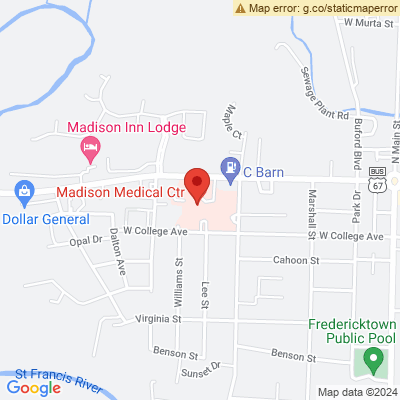 Map error: g.co/staticmaperror
W Murta St
Sewage Plant Rd
Maple Ct
Buford Blvd
N Main St
Madison Inn Lodge
C Barn
BUS
67
Madison Medical Ctr
Dollar General
Marshall St
Park Dr
W College Ave
W College Ave
Opal Dr
Dalton Ave
Williams St
Lee St
Cahoon St
Virginia St
Fredericktown
Public Pool
Benson St
Benson St
Sunset Dr
St Francis River
Google
Map data ©2024